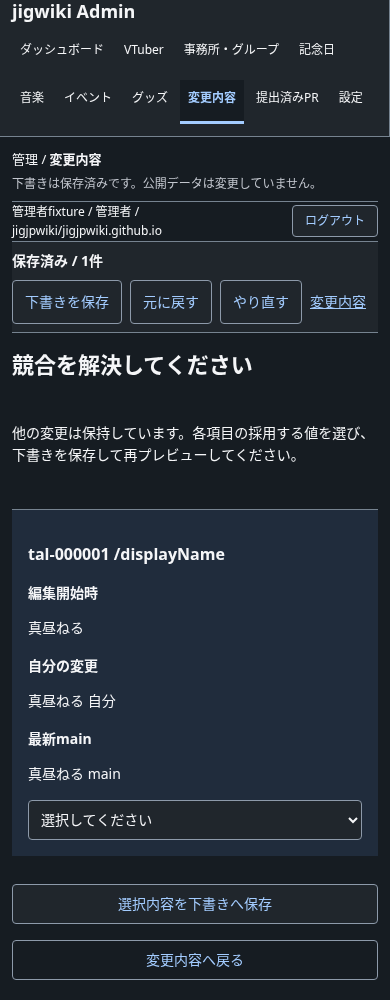 jigwiki Admin
ダッシュボード VTuber 事務所・グループ 記念日
音楽 イベント グッズ 変更内容 提出済みPR 設定
管理 / 変更内容
下書きは保存済みです。公開データは変更していません。
管理者fixture / 管理者 /
jigjpwiki/jigjpwiki.github.io
ログアウト
保存済み / 1件
下書きを保存 元に戻す やり直す 変更内容
競合を解決してください
他の変更は保持しています。各項目の採用する値を選び、
下書きを保存して再プレビューしてください。
tal-000001 /displayName
編集開始時
真昼ねる
自分の変更
真昼ねる 自分
最新main
真昼ねる main
選択してください
選択内容を下書きへ保存
変更内容へ戻る